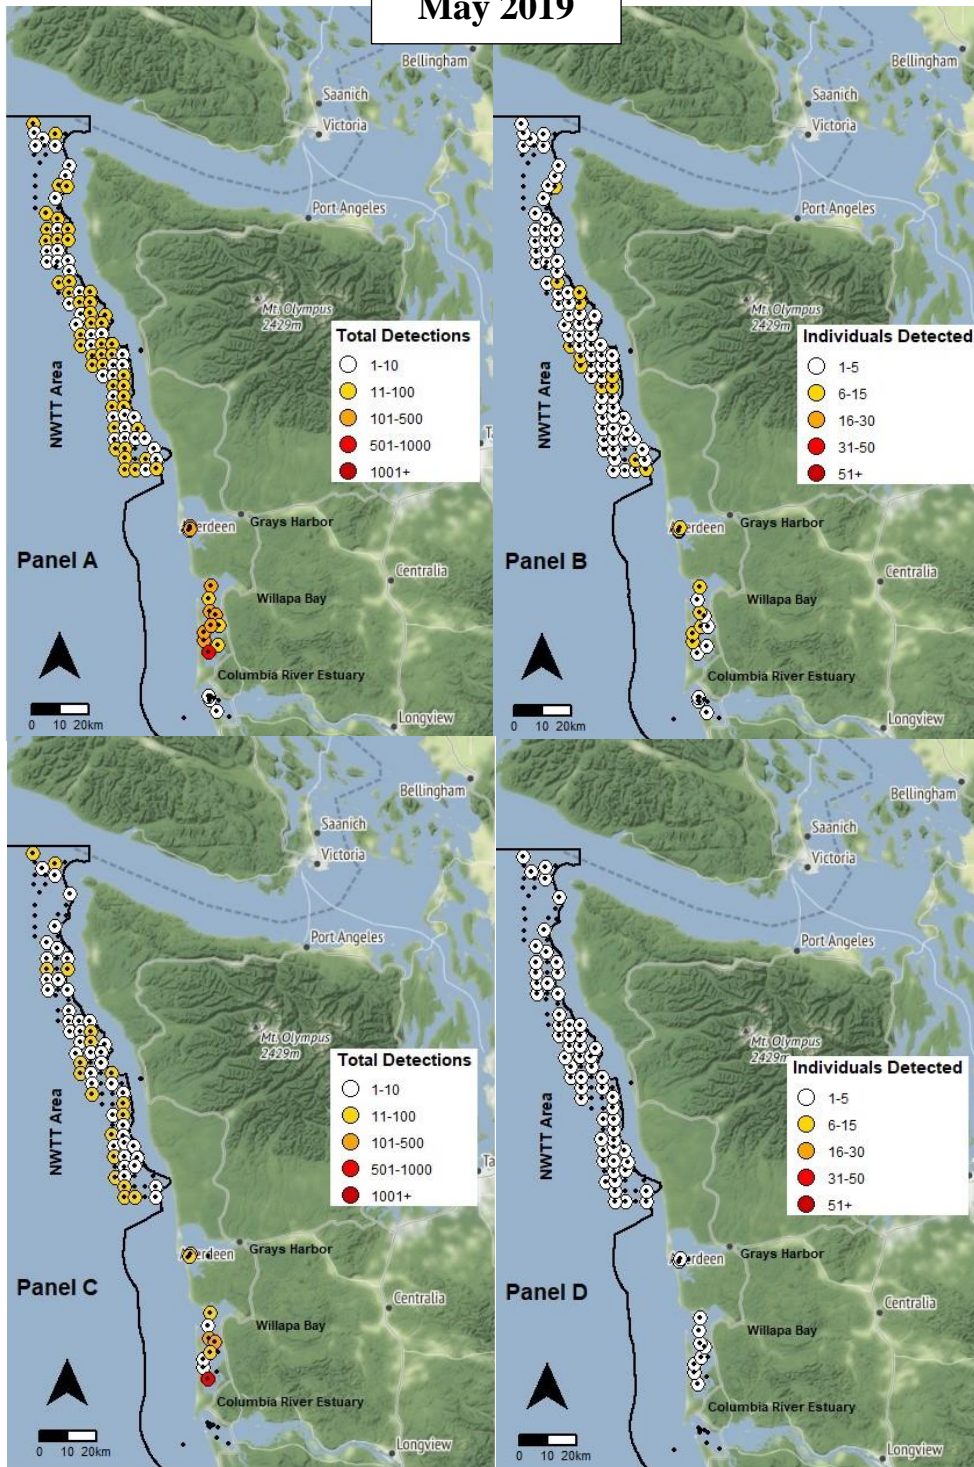 May 2019
Bellingham
Saanich
Victoria
Port Angeles
Mt. Olympus
2429m
Total Detections
1-10
11-100
101-500
501-1000
1001+
NWTT Area
Aberdeen
Grays Harbor
Panel A
Centralia
Willapa Bay
Columbia River Estuary
0 10 20km
Longview
Bellingham
Saanich
Victoria
Port Angeles
Mt. Olympus
2429m
Individuals Detected
1-5
6-15
16-30
31-50
51+
NWTT Area
Aberdeen
Grays Harbor
Panel B
Centralia
Willapa Bay
Columbia River Estuary
0 10 20km
Longview
Bellingham
Saanich
Victoria
Port Angeles
Mt. Olympus
2429m
Total Detections
1-10
11-100
101-500
501-1000
1001+
NWTT Area
Aberdeen
Grays Harbor
Panel C
Centralia
Willapa Bay
Columbia River Estuary
0 10 20km
Longview
Bellingham
Saanich
Victoria
Port Angeles
Mt. Olympus
2429m
Individuals Detected
1-5
6-15
16-30
31-50
51+
NWTT Area
Aberdeen
Grays Harbor
Panel D
Centralia
Willapa Bay
Columbia River Estuary
0 10 20km
Longview